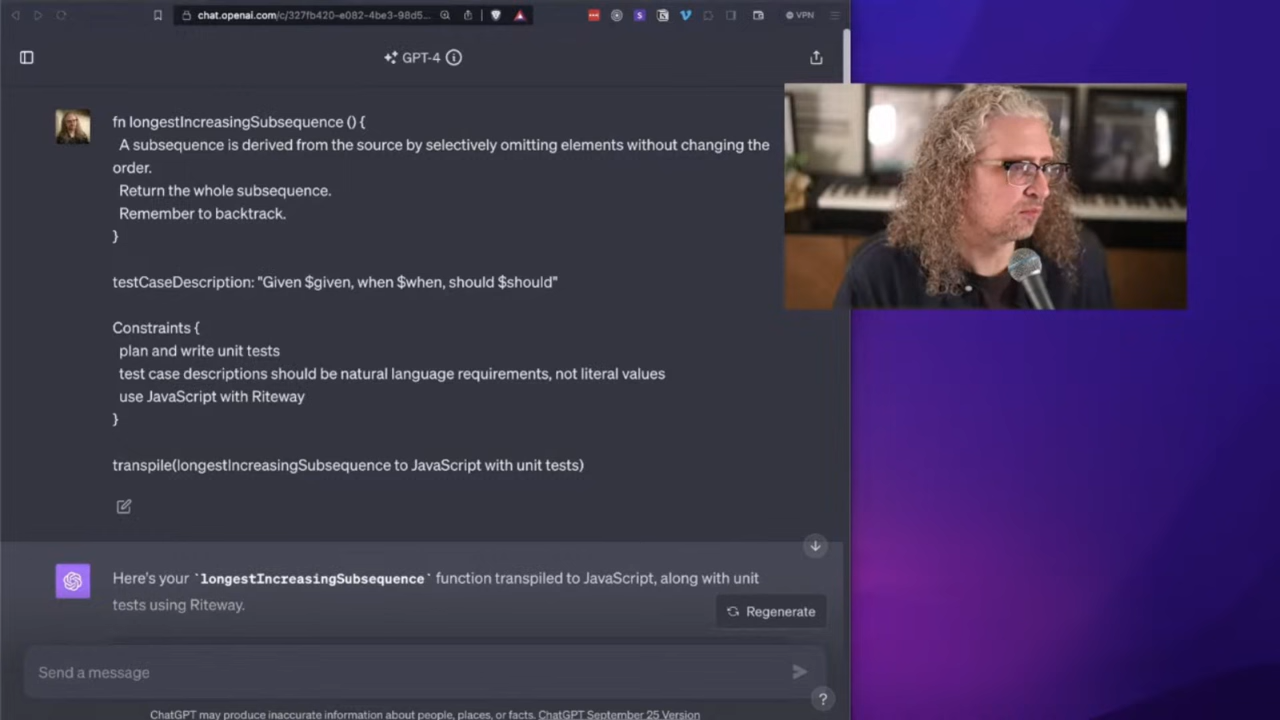 chat.openai.com/c/327fb420-e082-4be3-98d5...
VPN
GPT-4
fn longestIncreasingSubsequence () {
A subsequence is derived from the source by selectively omitting elements without changing the
order.
Return the whole subsequence.
Remember to backtrack.
}
testCaseDescription: "Given $given, when $when, should $should"
Constraints {
plan and write unit tests
test case descriptions should be natural language requirements, not literal values
use JavaScript with Riteway
}
transpile(longestIncreasingSubsequence to JavaScript with unit tests)
Here's your `longestIncreasingSubsequence` function transpiled to JavaScript, along with unit
tests using Riteway.
Regenerate
Send a message
?
ChatGPT may produce inaccurate information about people, places, or facts. ChatGPT September 25 Version